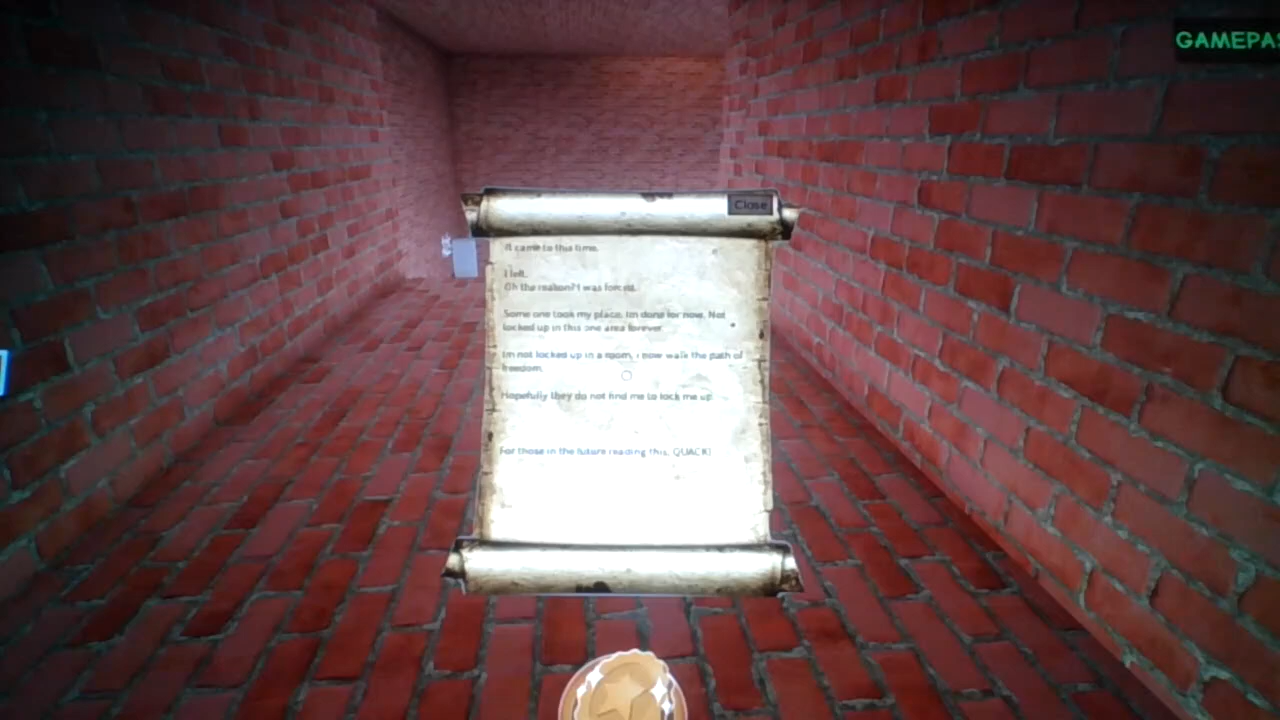 GAMEPA
Close
It came to this time.
I left.
Oh the reason? I was forced.
Some one took my place, Im done for now. Not
locked up in this one area forever.
Im not locked up in a room, i now walk the path of
freedom.
Hopefully they do not find me to lock me up.
For those in the future reading this, QUACK!